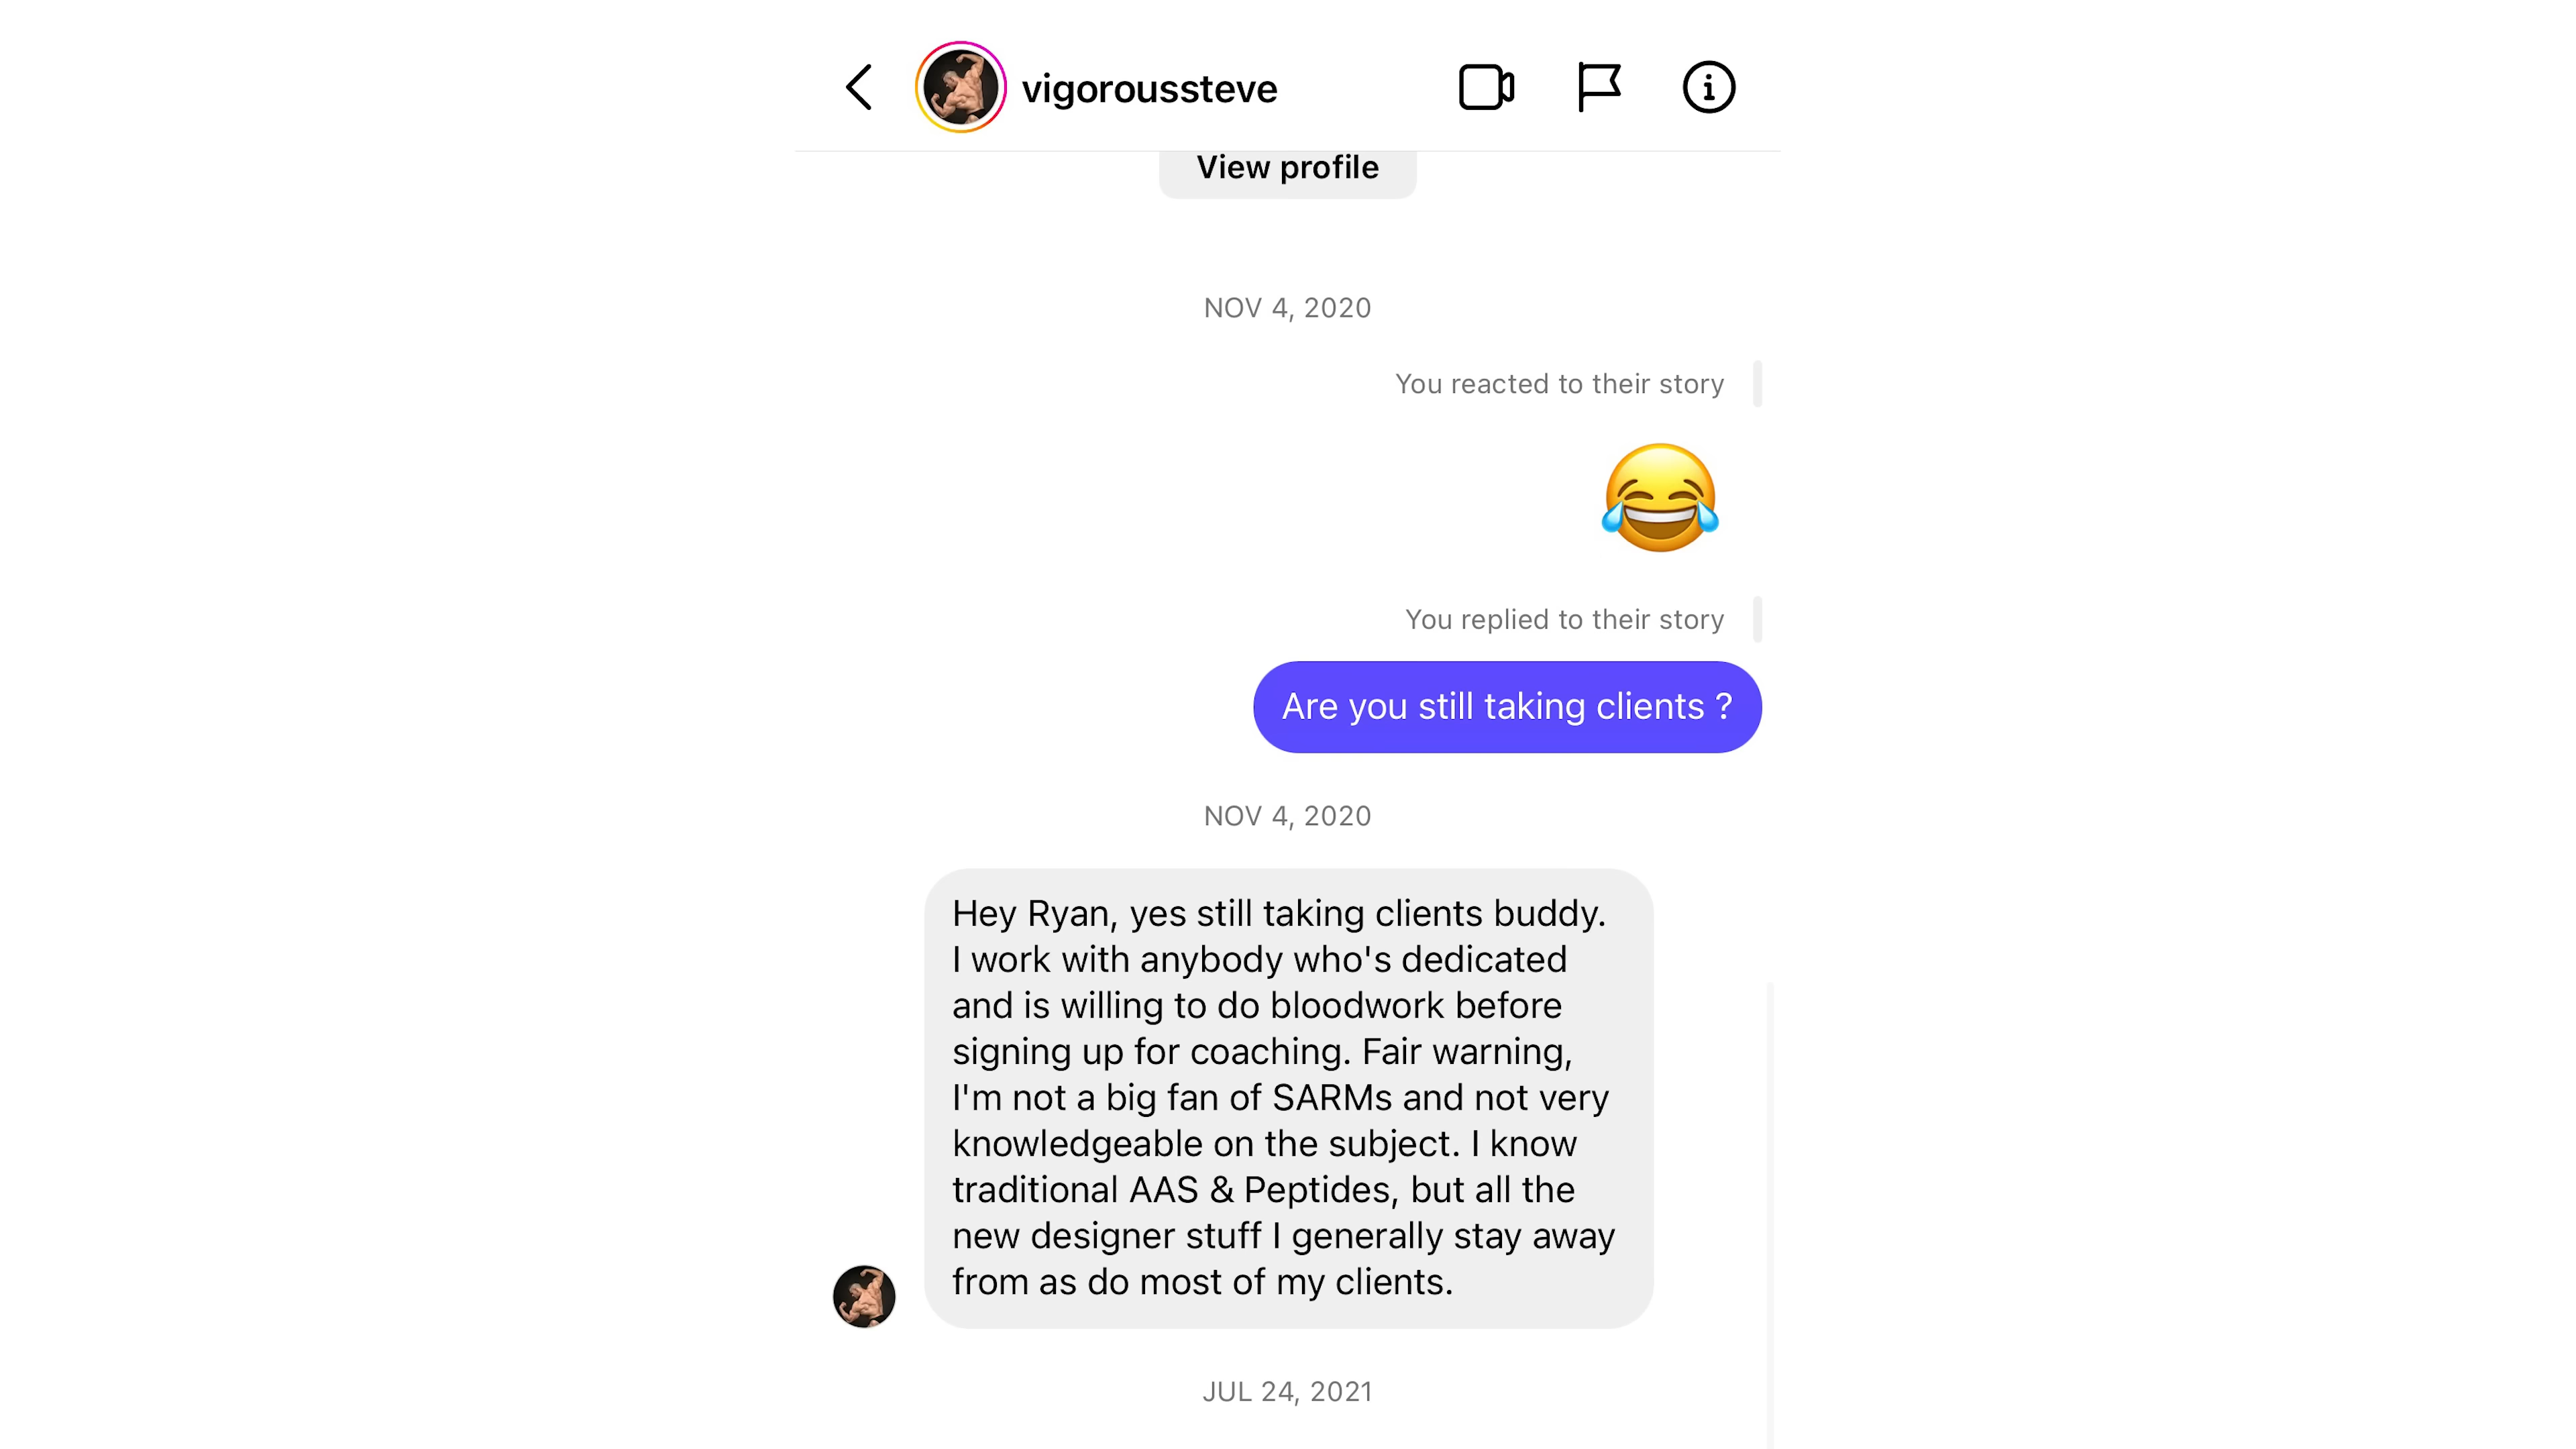 vigoroussteve
View profile
NOV 4, 2020
You reacted to their story
You replied to their story
Are you still taking clients ?
NOV 4, 2020
Hey Ryan, yes still taking clients buddy.
I work with anybody who's dedicated
and is willing to do bloodwork before
signing up for coaching. Fair warning,
I'm not a big fan of SARMs and not very
knowledgeable on the subject. I know
traditional AAS & Peptides, but all the
new designer stuff I generally stay away
from as do most of my clients.
JUL 24, 2021